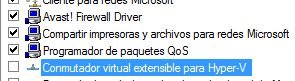 Cliente para redes Microsoft
Avast! Firewall Driver
Compartir impresoras y archivos para redes Microsoft
Programador de paquetes QoS
Conmutador virtual extensible para Hyper-V